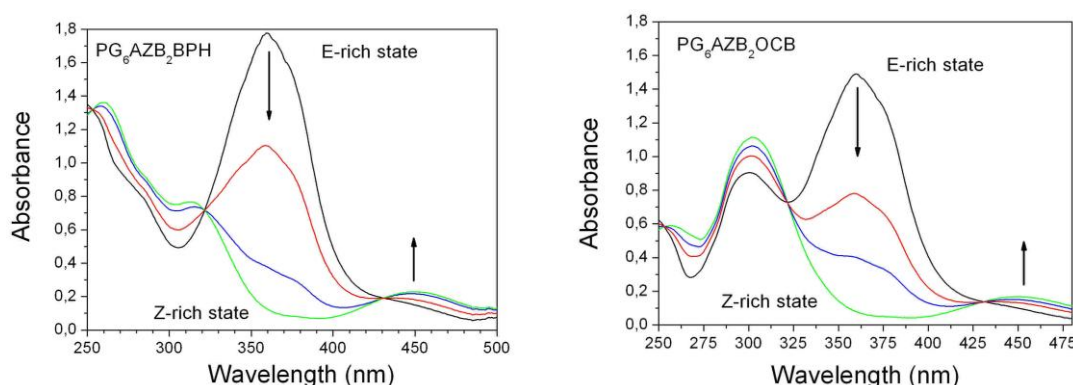 PG₆AZB₂BPH
E-rich state
Z-rich state
Absorbance
1,8
1,6
1,4
1,2
1,0
0,8
0,6
0,4
0,2
0,0
250 300 350 400 450 500
Wavelength (nm)
PG₆AZB₂OCB
E-rich state
Z-rich state
Absorbance
1,8
1,6
1,4
1,2
1,0
0,8
0,6
0,4
0,2
0,0
250 275 300 325 350 375 400 425 450 475
Wavelength (nm)